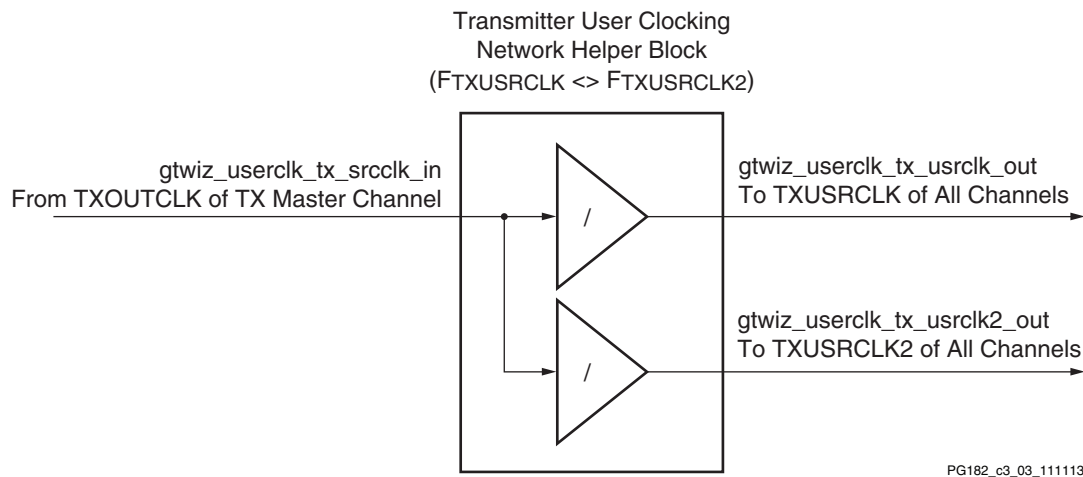 Transmitter User Clocking
Network Helper Block
(FTXUSRCLK <> FTXUSRCLK2)
gtwiz_userclk_tx_srcclk_in
From TXOUTCLK of TX Master Channel
/
gtwiz_userclk_tx_usrclk_out
To TXUSRCLK of All Channels
/
gtwiz_userclk_tx_usrclk2_out
To TXUSRCLK2 of All Channels
PG182_c3_03_111113